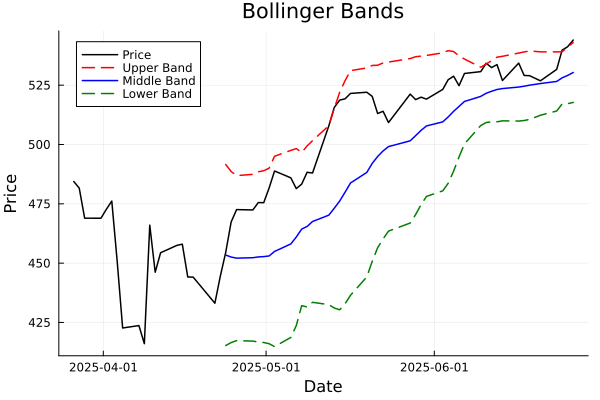 Bollinger Bands
Price
Upper Band
Middle Band
Lower Band
525
500
475
450
425
Price
2025-04-01
2025-05-01
2025-06-01
Date